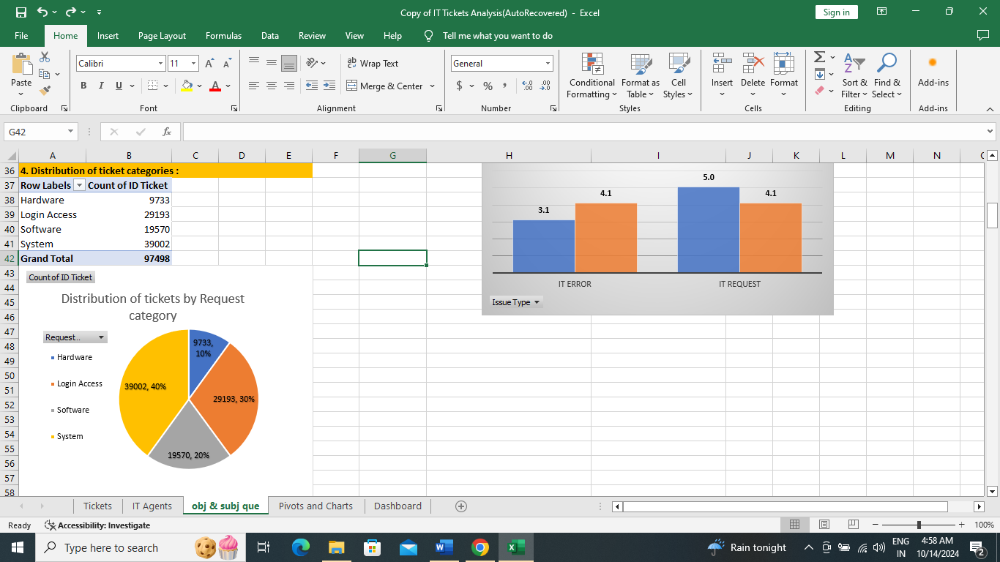 Copy of IT Tickets Analysis(AutoRecovered) - Excel
Sign in
File Home Insert Page Layout Formulas Data Review View Help Tell me what you want to do
Paste
Clipboard
Calibri 11
B I U
Font
Wrap Text
Merge & Center
Alignment
General
$ % ,
Number
Conditional Formatting
Format as Table
Cell Styles
Styles
Insert Delete Format
Cells
Sort & Filter
Find & Select
Editing
Add-ins
Add-ins
G42
fx
A B C D E F G H I J K L M N
36 4. Distribution of ticket categories :
37 Row Labels Count of ID Ticket
38 Hardware 9733
39 Login Access 29193
40 Software 19570
41 System 39002
42 Grand Total 97498
43
44
45
46
47
48
49
50
51
52
53
54
55
56
57
58
Count of ID Ticket
Distribution of tickets by Request
category
Request..
Hardware
Login Access
Software
System
9733,
10%
29193, 30%
19570, 20%
39002, 40%
3.1
4.1
5.0
4.1
IT ERROR
IT REQUEST
Issue Type
Tickets IT Agents obj & subj que Pivots and Charts Dashboard
Ready Accessibility: Investigate 100%
Type here to search
Rain tonight
ENG
IN
4:58 AM
10/14/2024
2